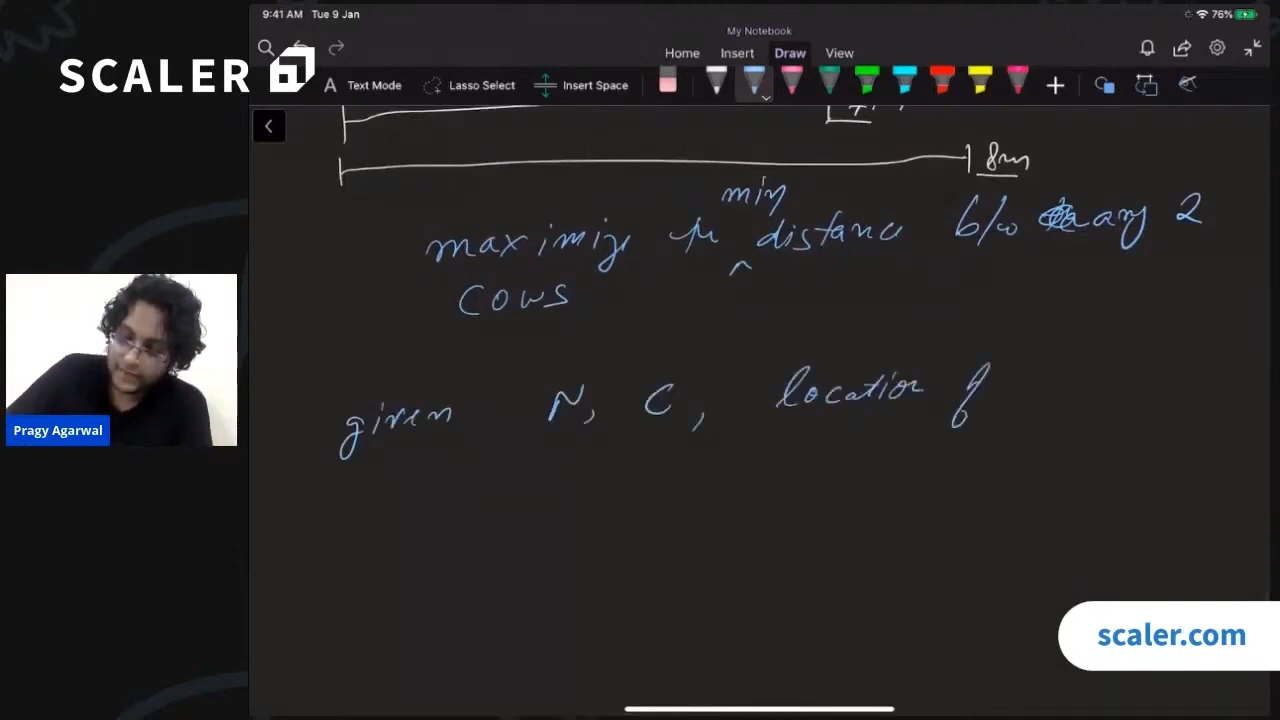 9:41 AM Tue 9 Jan
76%
My Notebook
Home Insert Draw View
SCALER
A Text Mode Lasso Select Insert Space
8m
min
maximize the distance b/w any 2
^
cows
given N, C, location of
Pragy Agarwal
scaler.com